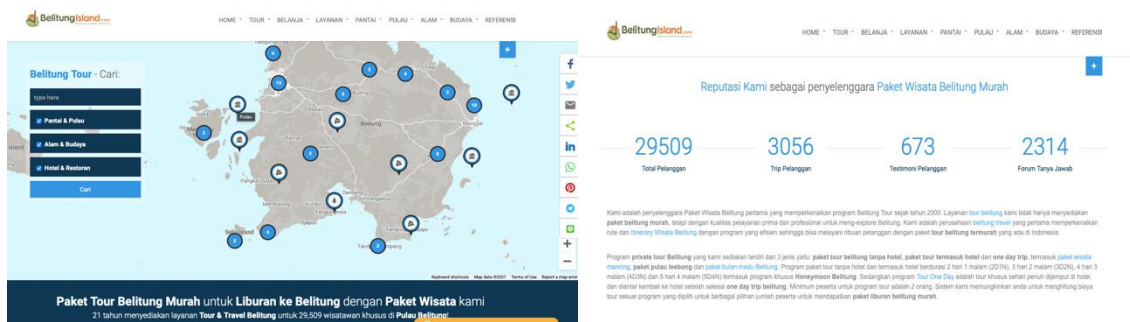 BelitungIsland.com
HOME TOUR BELANJA LAYANAN PANTAI PULAU ALAM BUDAYA REFERENSI
Belitung Tour - Cari:
type here
Pantai & Pulau
Alam & Budaya
Hotel & Restoran
Cari
Pulau
Belitung
Keyboard shortcuts Map data ©2021 Terms of Use Report a map error
Paket Tour Belitung Murah untuk Liburan ke Belitung dengan Paket Wisata kami
21 tahun menyediakan layanan Tour & Travel Belitung untuk 29,509 wisatawan khusus di Pulau Belitung!
BelitungIsland.com
HOME TOUR BELANJA LAYANAN PANTAI PULAU ALAM BUDAYA REFERENSI
Reputasi Kami sebagai penyelenggara Paket Wisata Belitung Murah
29509 3056 673 2314
Total Pelanggan Trip Pelanggan Testimoni Pelanggan Forum Tanya Jawab
Kami adalah penyelenggara Paket Wisata Belitung pertama yang memperkenalkan program Belitung Tour sejak tahun 2000. Layanan tour belitung kami tidak hanya menyediakan
paket belitung murah, tetapi dengan kualitas pelayanan prima dan profesional untuk meng-explore Belitung. Kami adalah perusahaan belitung travel yang pertama memperkenalkan
rute dan Itinerary Wisata Belitung dengan program yang efisien sehingga bisa melayani ribuan pelanggan dengan paket tour belitung termurah yang ada di Indonesia.
Program private tour Belitung yang kami sediakan terdiri dari 3 jenis yaitu: paket tour belitung tanpa hotel, paket tour termasuk hotel dan one day trip, termasuk paket wisata
mancing, paket pulau leebong dan paket bulan madu Belitung. Program paket tour tanpa hotel dan termasuk hotel berdurasi 2 hari 1 malam (2D1N), 3 hari 2 malam (3D2N), 4 hari 3
malam (4D3N) dan 5 hari 4 malam (5D4N) termasuk program khusus Honeymoon Belitung. Sedangkan program Tour One Day adalah tour khusus sehari penuh dijemput di hotel,
dan diantar kembali ke hotel setelah selesai one day trip belitung. Minimum peserta untuk program tour adalah 2 orang. Sistem kami memungkinkan anda untuk menghitung biaya
tour sesuai program yang dipilih untuk berbagai pilihan jumlah peserta untuk mendapatkan paket liburan belitung murah.